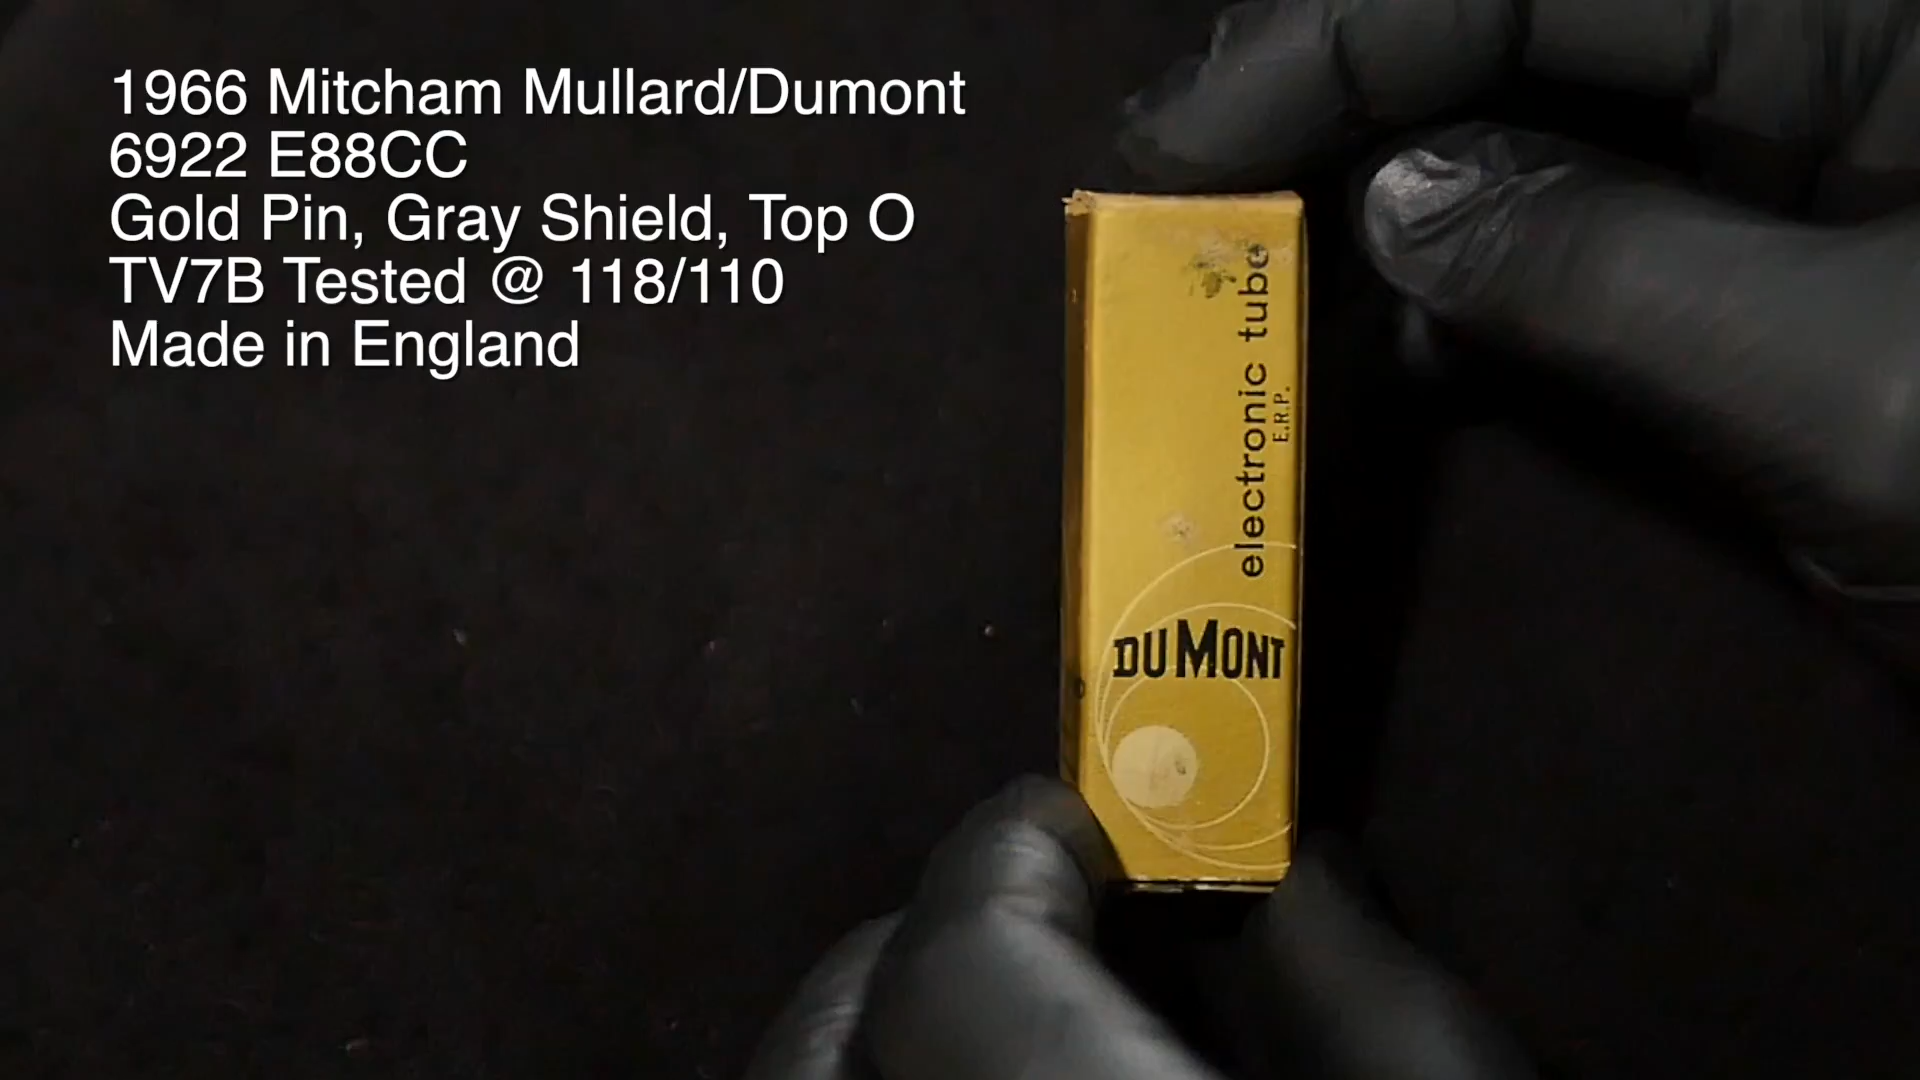 1966 Mitcham Mullard/Dumont
6922 E88CC
Gold Pin, Gray Shield, Top O
TV7B Tested @ 118/110
Made in England
electronic tube
E.R.P.
DUMONT